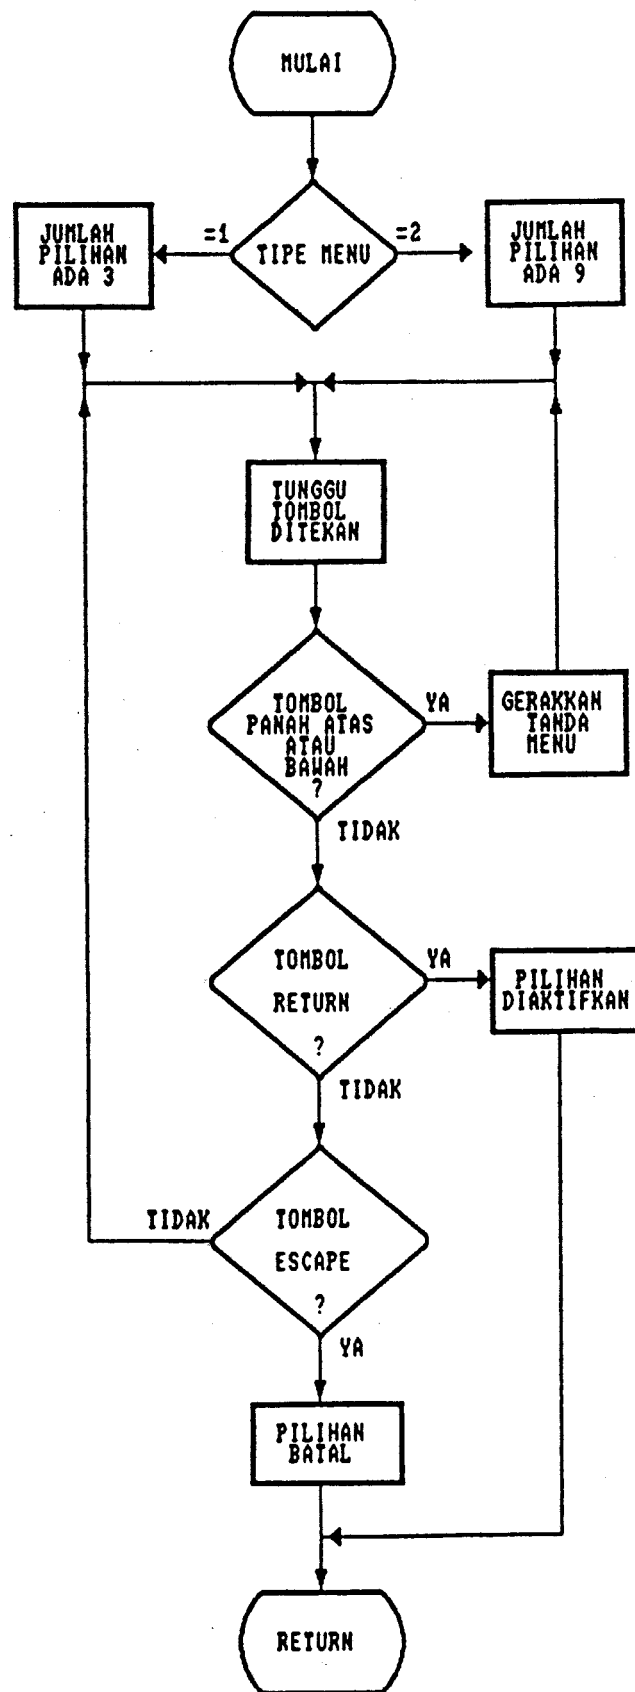 MULAI
=1
TIPE MENU
=2
JUMLAH
PILIHAN
ADA 3
JUMLAH
PILIHAN
ADA 9
TUNGGU
TOMBOL
DITEKAN
TOMBOL
PANAH ATAS
ATAU
BAWAH
?
YA
GERAKKAN
TANDA
MENU
TIDAK
TOMBOL
RETURN
?
YA
PILIHAN
DIAKTIFKAN
TIDAK
TIDAK
TOMBOL
ESCAPE
?
YA
PILIHAN
BATAL
RETURN